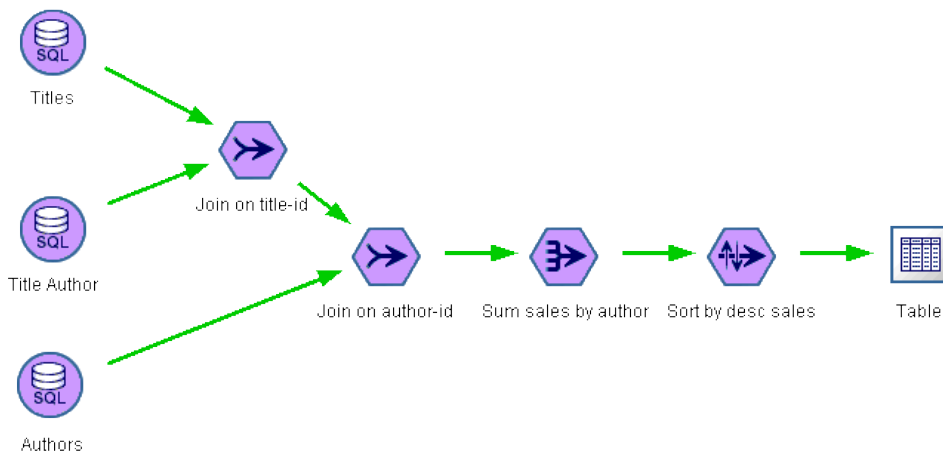 SQL
Titles
Join on title-id
SQL
Title Author
Join on author-id
Sum sales by author
Sort by desc sales
Table
SQL
Authors